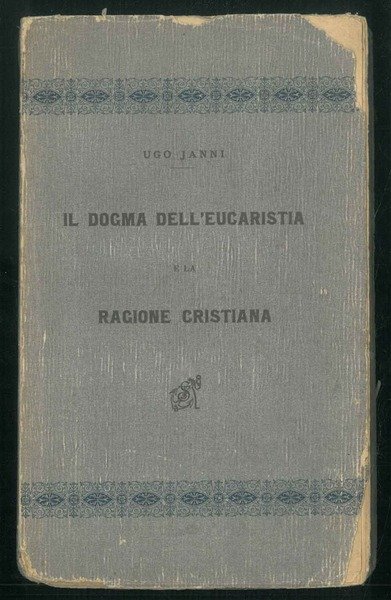 UGO JANNI
IL DOGMA DELL'EUCARISTIA
E LA
RAGIONE CRISTIANA